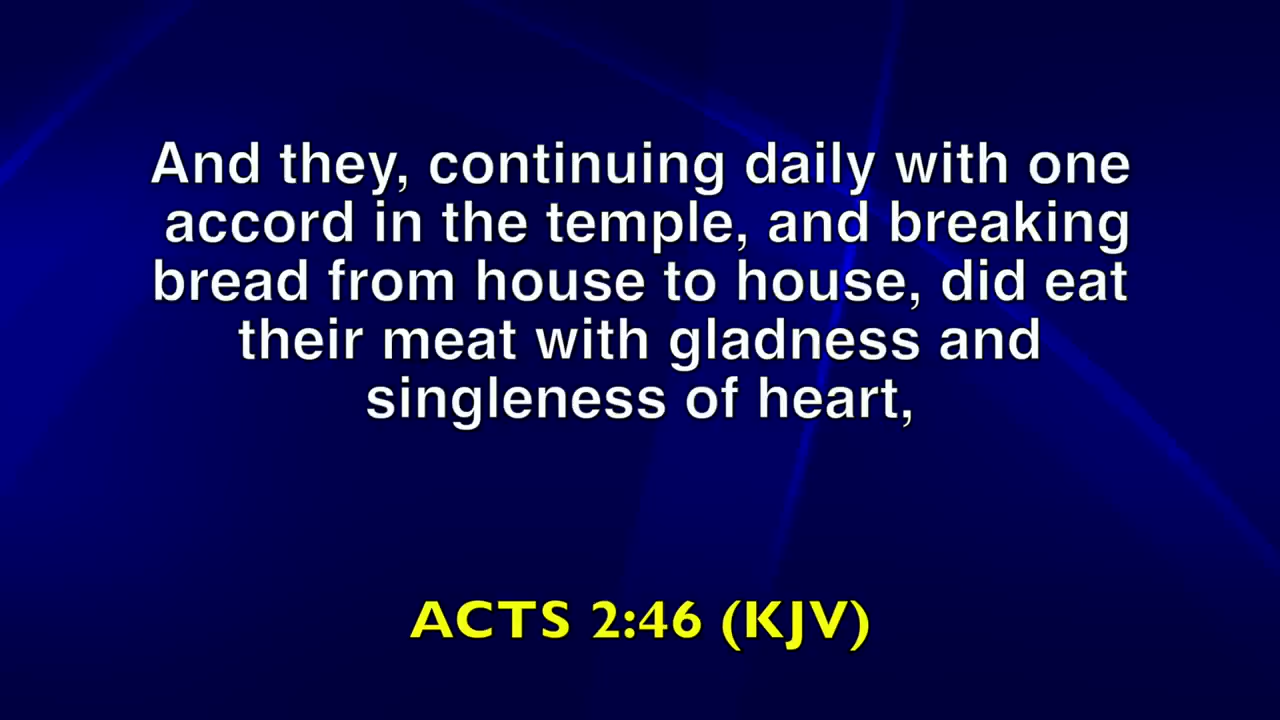 And they, continuing daily with one
accord in the temple, and breaking
bread from house to house, did eat
their meat with gladness and
singleness of heart,
ACTS 2:46 (KJV)